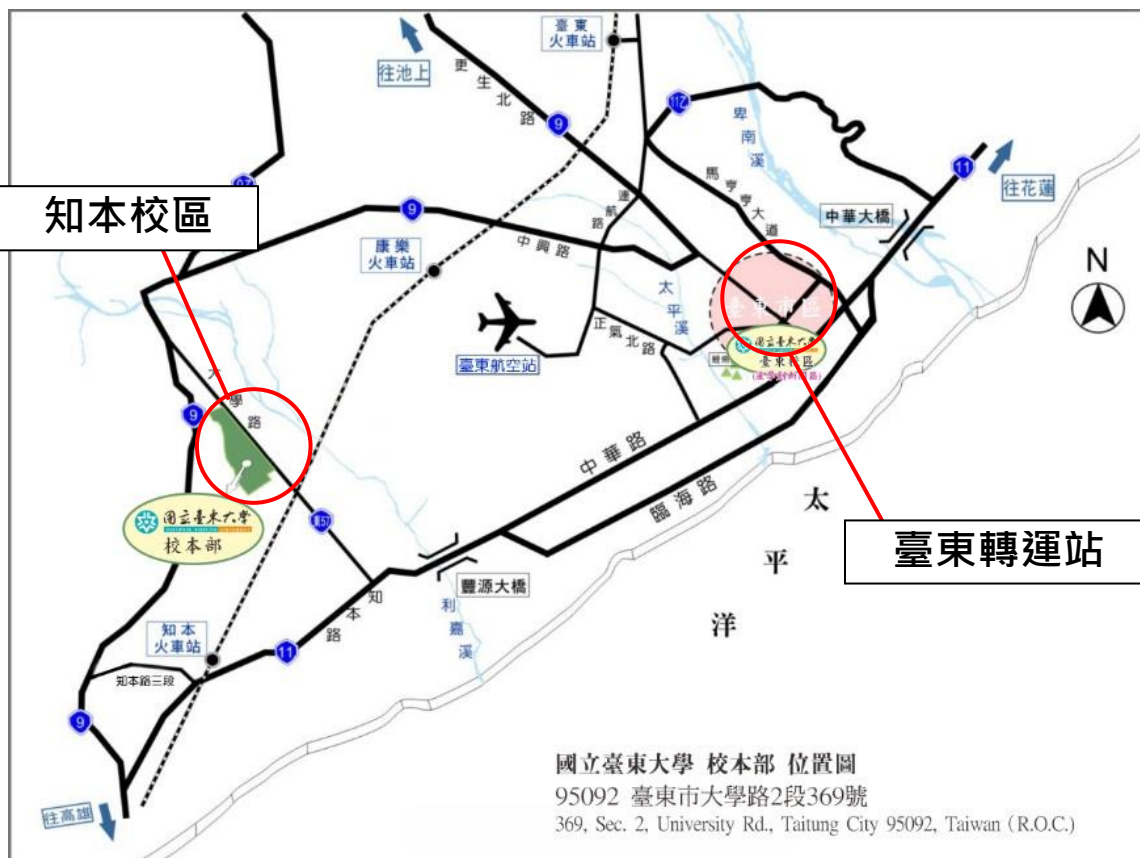 臺東
火車站
往池上
更生北路
9
117
卑南溪
11
往花蓮
馬亨亨大道
中華大橋
知本校區
9
中興路
連航路
康樂
火車站
N
太平溪
臺東市區
正氣北路
臺東航空站
國立臺東大學
臺東校區
9
大學路
中華路
臨海路
太平洋
臺東轉運站
國立臺東大學
校本部
東57
豐源大橋
利嘉溪
知本路
知本
火車站
11
知本路三段
9
往高雄
國立臺東大學 校本部 位置圖
95092 臺東市大學路2段369號
369, Sec. 2, University Rd., Taitung City 95092, Taiwan (R.O.C.)